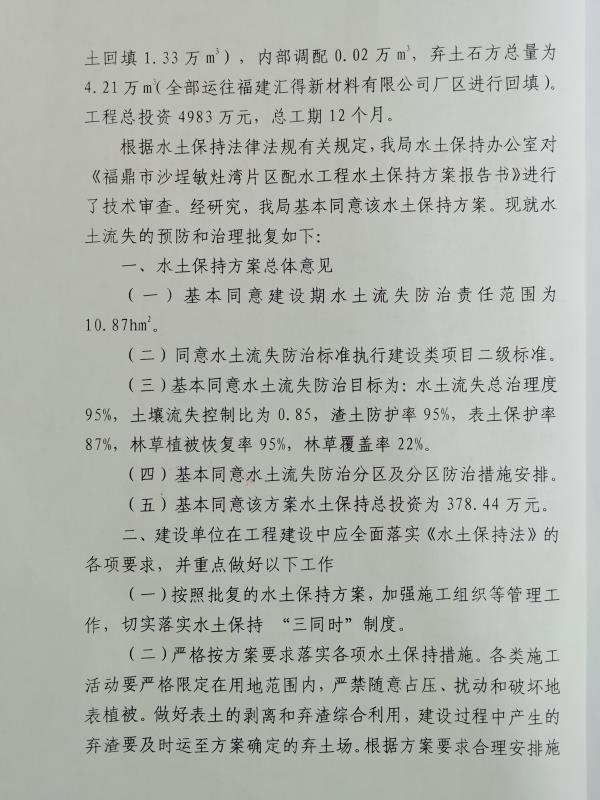 土回填 1.33 万㎥），内部调配 0.02 万㎥，弃土石方总量为
4.21 万㎥（全部运往福建汇得新材料有限公司厂区进行回填）。
工程总投资 4983 万元，总工期 12 个月。
根据水土保持法律法规有关规定，我局水土保持办公室对
《福鼎市沙埕敏灶湾片区配水工程水土保持方案报告书》进行
了技术审查。经研究，我局基本同意该水土保持方案。现就水
土流失的预防和治理批复如下：
一、水土保持方案总体意见
（一）基本同意建设期水土流失防治责任范围为
10.87hm²。
（二）同意水土流失防治标准执行建设类项目二级标准。
（三）基本同意水土流失防治目标为：水土流失总治理度
95%，土壤流失控制比为 0.85，渣土防护率 95%，表土保护率
87%，林草植被恢复率 95%，林草覆盖率 22%。
（四）基本同意水土流失防治分区及分区防治措施安排。
（五）基本同意该方案水土保持总投资为 378.44 万元。
二、建设单位在工程建设中应全面落实《水土保持法》的
各项要求，并重点做好以下工作
（一）按照批复的水土保持方案，加强施工组织等管理工
作，切实落实水土保持 “三同时”制度。
（二）严格按方案要求落实各项水土保持措施。各类施工
活动要严格限定在用地范围内，严禁随意占压、扰动和破坏地
表植被。做好表土的剥离和弃渣综合利用，建设过程中产生的
弃渣要及时运至方案确定的弃土场。根据方案要求合理安排施